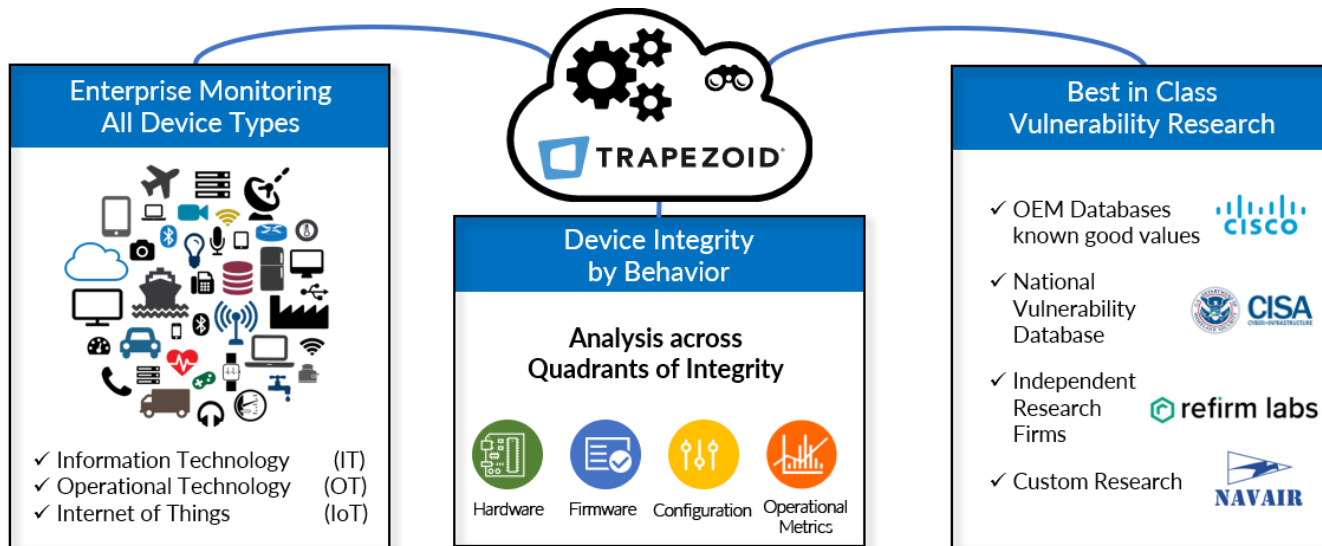 TRAPEZOID®
Enterprise Monitoring
All Device Types
✓ Information Technology (IT)
✓ Operational Technology (OT)
✓ Internet of Things (IoT)
Device Integrity
by Behavior
Analysis across
Quadrants of Integrity
Hardware
Firmware
Configuration
Operational
Metrics
Best in Class
Vulnerability Research
✓ OEM Databases
known good values
CISCO
✓ National
Vulnerability
Database
CISA
CYBER+INFRASTRUCTURE
✓ Independent
Research
Firms
refirm labs
✓ Custom Research
NAVAIR